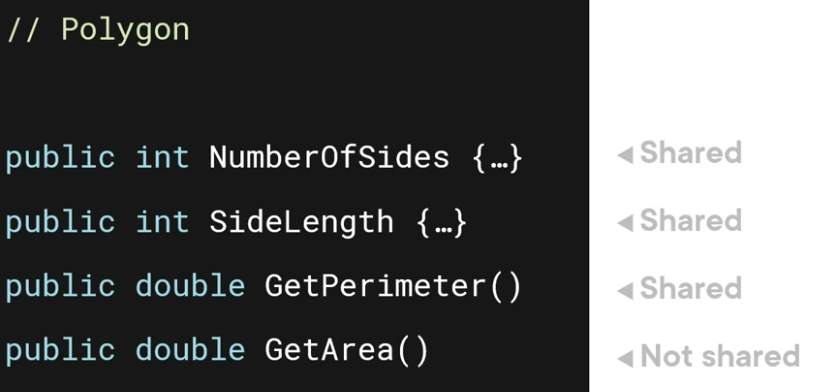 // Polygon
public int NumberOfSides {…} ◂ Shared
public int SideLength {…} ◂ Shared
public double GetPerimeter() ◂ Shared
public double GetArea() ◂ Not shared